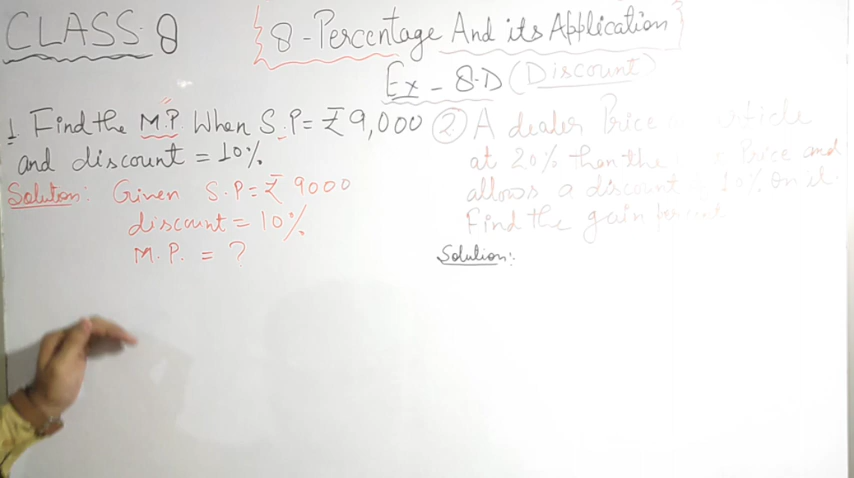 CLASS 8
8-Percentage And its Application
Ex-8.D (Discount)
1. Find the M.P. When S.P = ₹ 9,000
and discount = 10%
Solution: Given S.P = ₹ 9000
discount = 10%
M.P. = ?
② A dealer Price article
at 20% than the Price and
allows a discount 10% on it.
Find the gain percent
Solution: